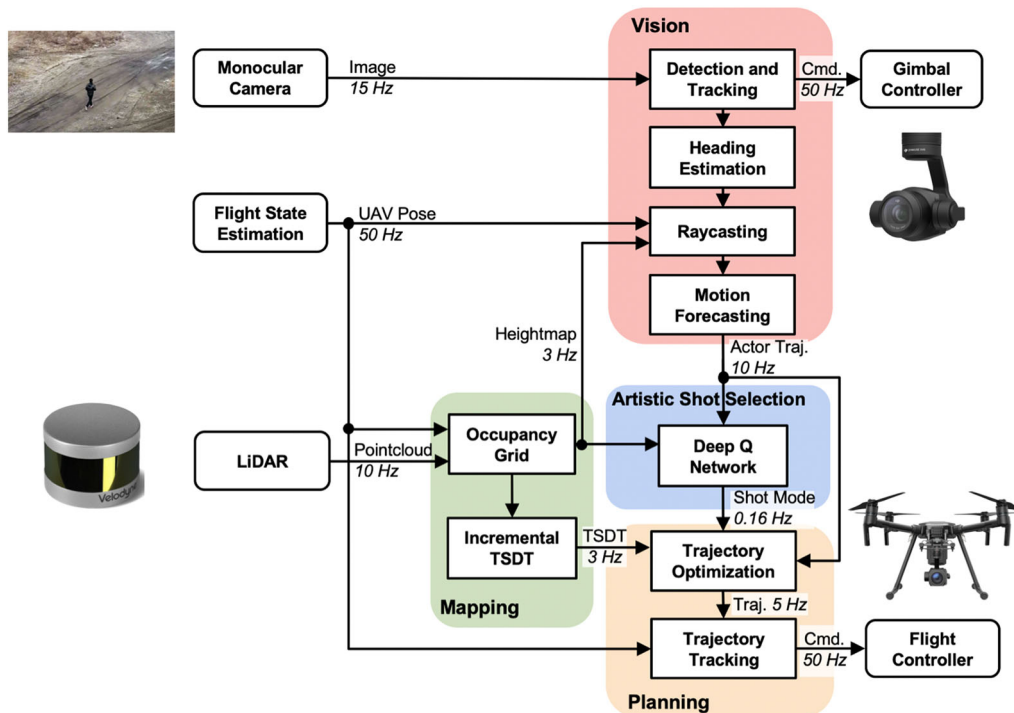 Vision
Monocular
Camera
Image
15 Hz
Detection and
Tracking
Cmd.
50 Hz
Gimbal
Controller
Heading
Estimation
Flight State
Estimation
UAV Pose
50 Hz
Raycasting
Motion
Forecasting
Heightmap
3 Hz
Actor Traj.
10 Hz
Artistic Shot Selection
LiDAR
Pointcloud
10 Hz
Occupancy
Grid
Deep Q
Network
Velodyne
Shot Mode
0.16 Hz
Incremental
TSDT
TSDT
3 Hz
Trajectory
Optimization
Mapping
Traj. 5 Hz
Trajectory
Tracking
Cmd.
50 Hz
Flight
Controller
Planning